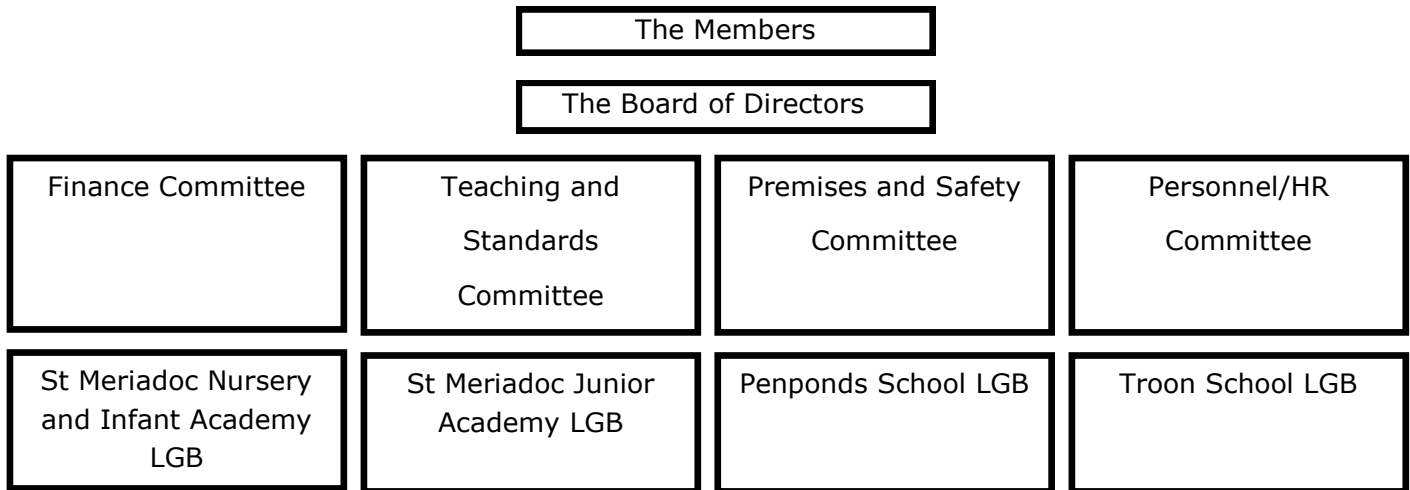 The Members
The Board of Directors
Finance Committee
Teaching and
Standards
Committee
Premises and Safety
Committee
Personnel/HR
Committee
St Meriadoc Nursery
and Infant Academy
LGB
St Meriadoc Junior
Academy LGB
Penponds School LGB
Troon School LGB